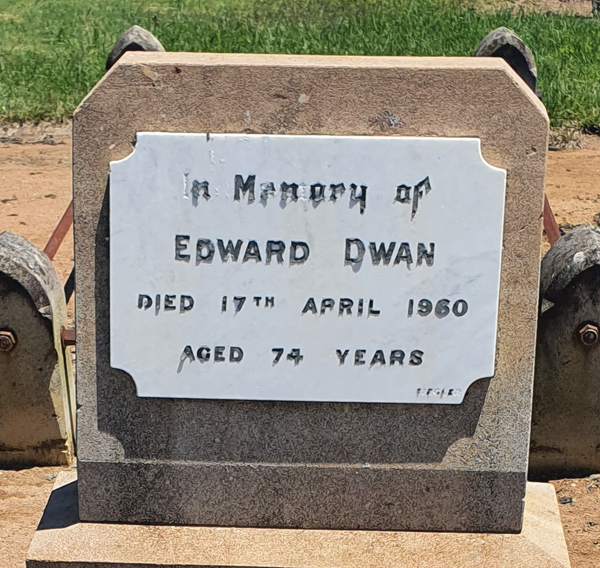 In Memory of
EDWARD DWAN
DIED 17TH APRIL 1960
AGED 74 YEARS